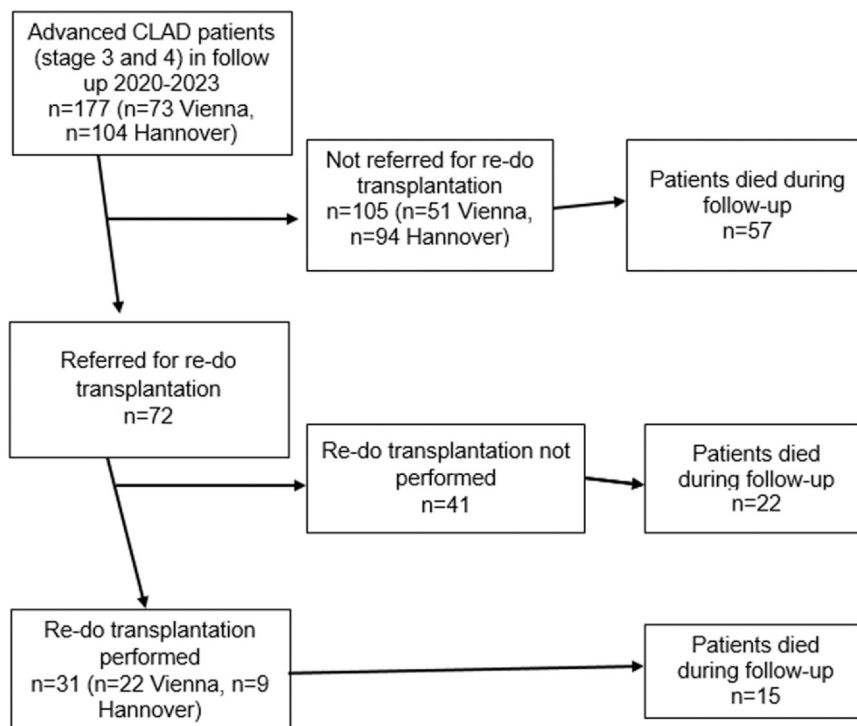 Advanced CLAD patients
(stage 3 and 4) in follow
up 2020-2023
n=177 (n=73 Vienna,
n=104 Hannover)
Not referred for re-do
transplantation
n=105 (n=51 Vienna,
n=94 Hannover)
Patients died during
follow-up
n=57
Referred for re-do
transplantation
n=72
Re-do transplantation not
performed
n=41
Patients died
during follow-up
n=22
Re-do transplantation
performed
n=31 (n=22 Vienna, n=9
Hannover)
Patients died
during follow-up
n=15